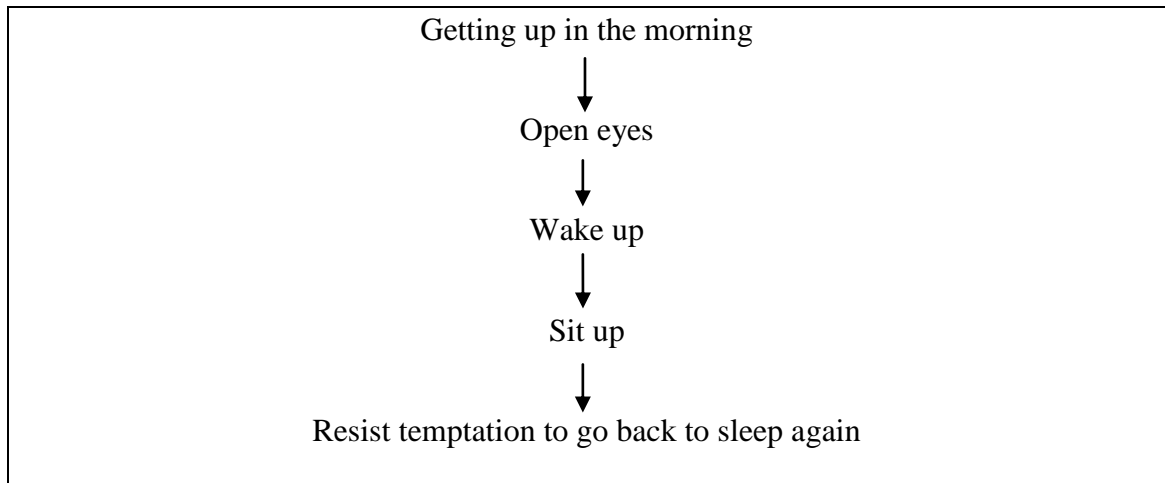 Getting up in the morning
Open eyes
Wake up
Sit up
Resist temptation to go back to sleep again